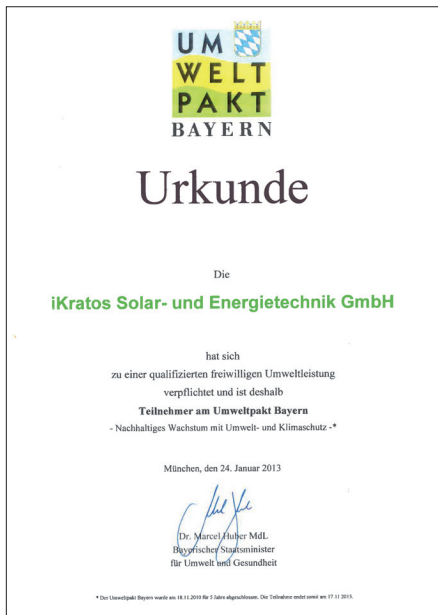 UM
WELT
PAKT
BAYERN
Urkunde
Die
iKratos Solar- und Energietechnik GmbH
hat sich
zu einer qualifizierten freiwilligen Umweltleistung
verpflichtet und ist deshalb
Teilnehmer am Umweltpakt Bayern
- Nachhaltiges Wachstum mit Umwelt- und Klimaschutz -*
München, den 24. Januar 2013
Dr. Marcel Huber MdL
Bayerischer Staatsminister
für Umwelt und Gesundheit
* Der Umweltpakt Bayern wurde am 18.11.2010 für 5 Jahre abgeschlossen. Die Teilnahme endet somit am 17.11.2015.